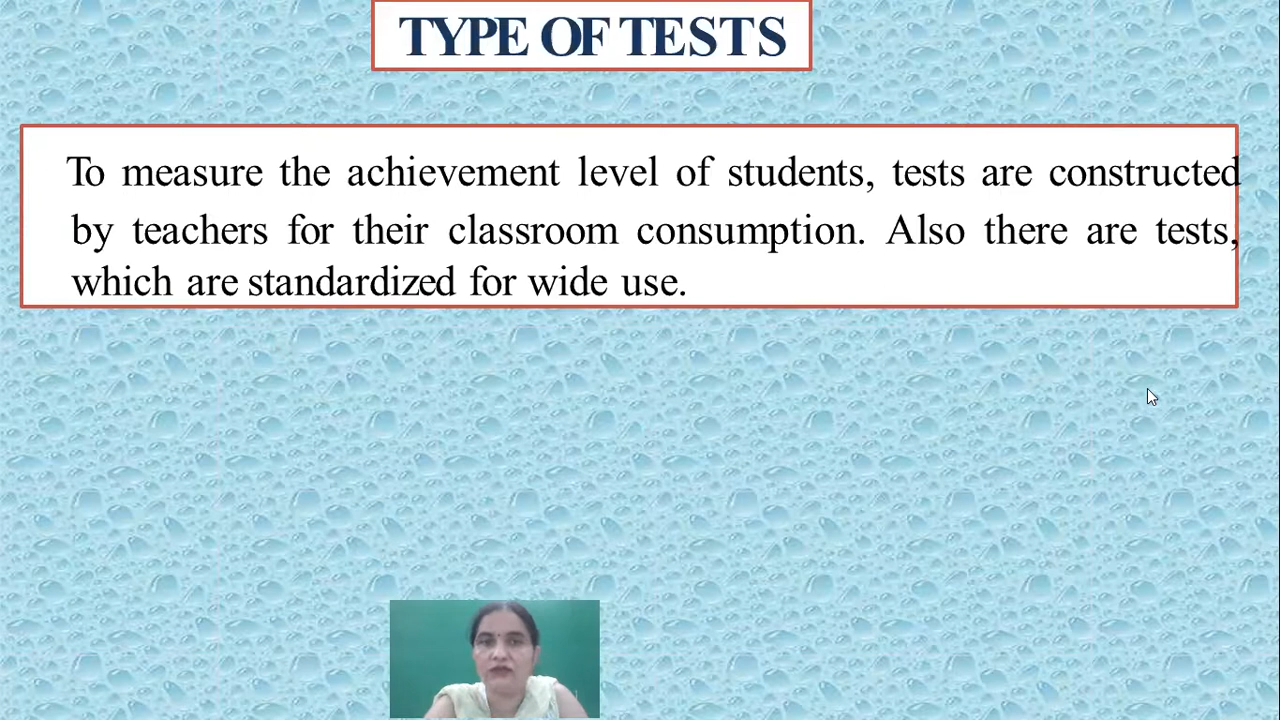 TYPE OF TESTS
To measure the achievement level of students, tests are constructed
by teachers for their classroom consumption. Also there are tests,
which are standardized for wide use.